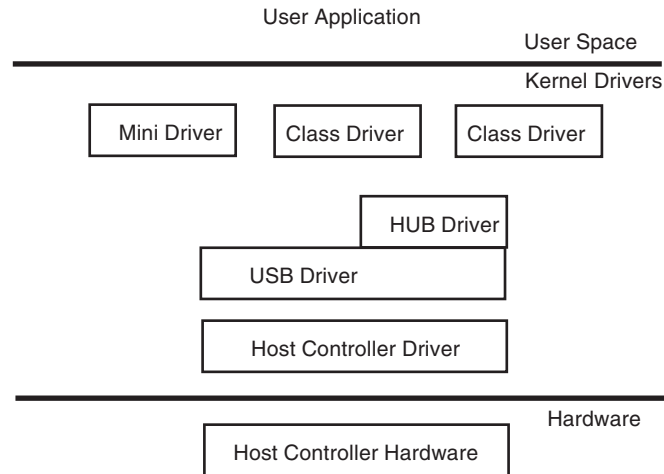 User Application
User Space
Kernel Drivers
Mini Driver
Class Driver
Class Driver
HUB Driver
USB Driver
Host Controller Driver
Hardware
Host Controller Hardware